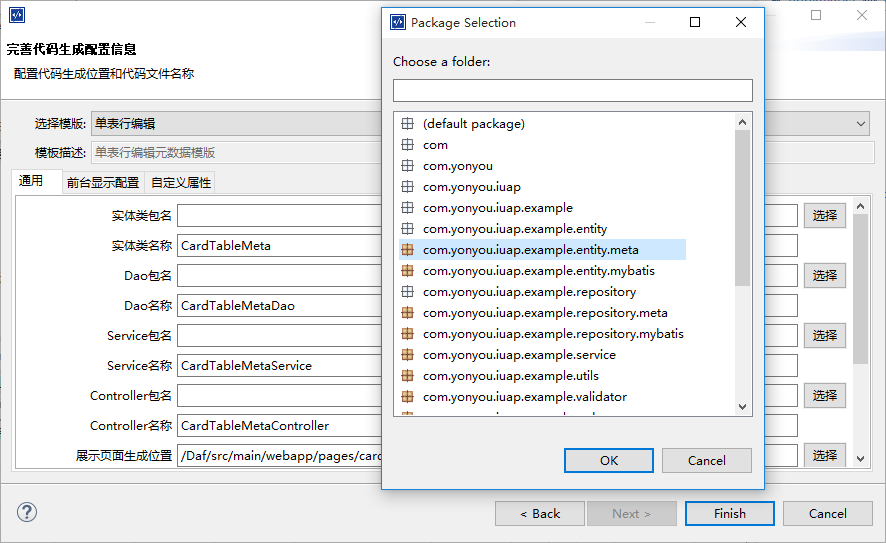 完善代码生成配置信息
配置代码生成位置和代码文件名称
选择模版: 单表行编辑
模板描述: 单表行编辑元数据模版
通用 前台显示配置 自定义属性
实体类包名 选择
实体类名称 CardTableMeta
Dao包名 选择
Dao名称 CardTableMetaDao
Service包名 选择
Service名称 CardTableMetaService
Controller包名 选择
Controller名称 CardTableMetaController
展示页面生成位置 /Daf/src/main/webapp/pages/card 选择
< Back Next > Finish Cancel
Package Selection
Choose a folder:
(default package)
com
com.yonyou
com.yonyou.iuap
com.yonyou.iuap.example
com.yonyou.iuap.example.entity
com.yonyou.iuap.example.entity.meta
com.yonyou.iuap.example.entity.mybatis
com.yonyou.iuap.example.repository
com.yonyou.iuap.example.repository.meta
com.yonyou.iuap.example.repository.mybatis
com.yonyou.iuap.example.service
com.yonyou.iuap.example.utils
com.yonyou.iuap.example.validator
OK Cancel